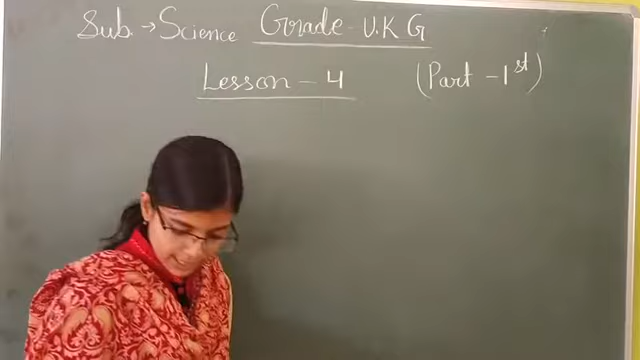 Sub. → Science Grade - U.K G
Lesson - 4 (Part - 1st)